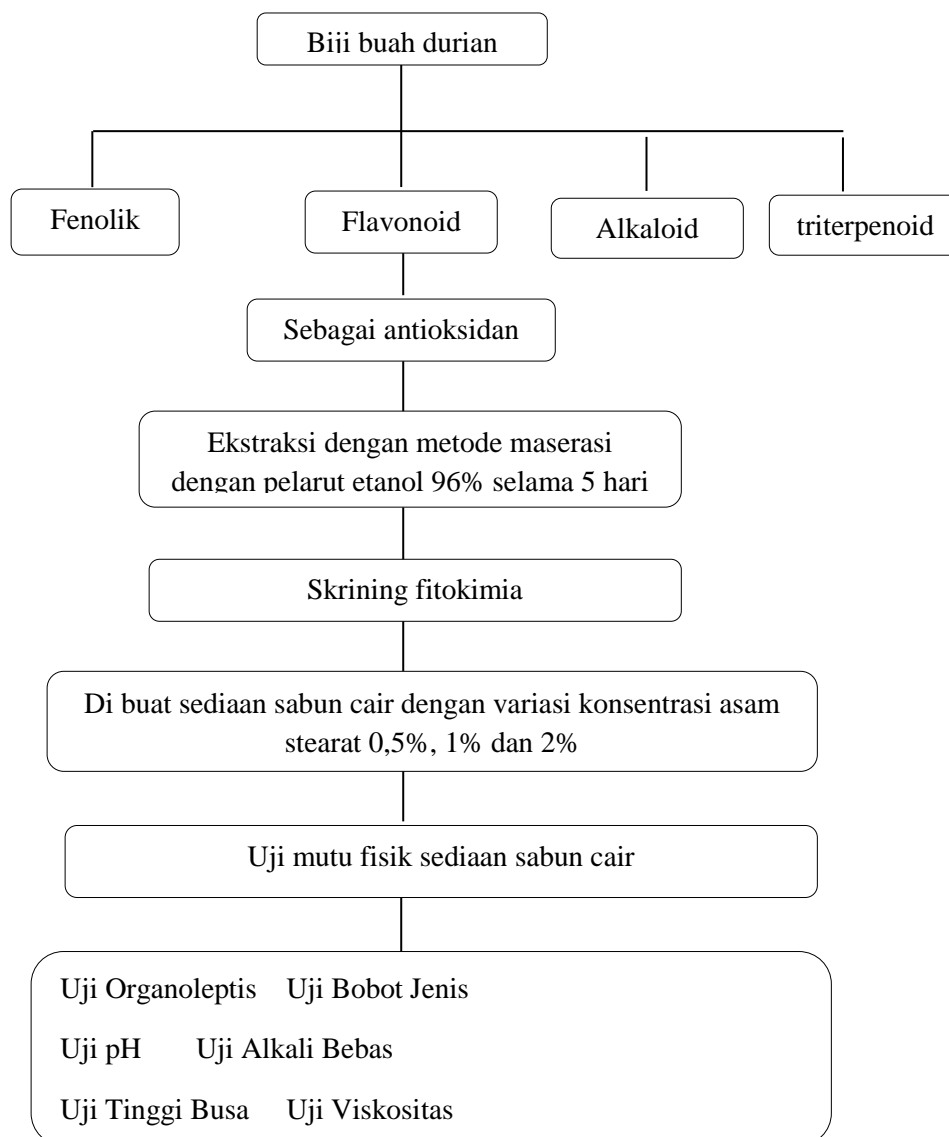 Biji buah durian
Fenolik
Flavonoid
Alkaloid
triterpenoid
Sebagai antioksidan
Ekstraksi dengan metode maserasi
dengan pelarut etanol 96% selama 5 hari
Skrining fitokimia
Di buat sediaan sabun cair dengan variasi konsentrasi asam
stearat 0,5%, 1% dan 2%
Uji mutu fisik sediaan sabun cair
Uji Organoleptis Uji Bobot Jenis
Uji pH Uji Alkali Bebas
Uji Tinggi Busa Uji Viskositas